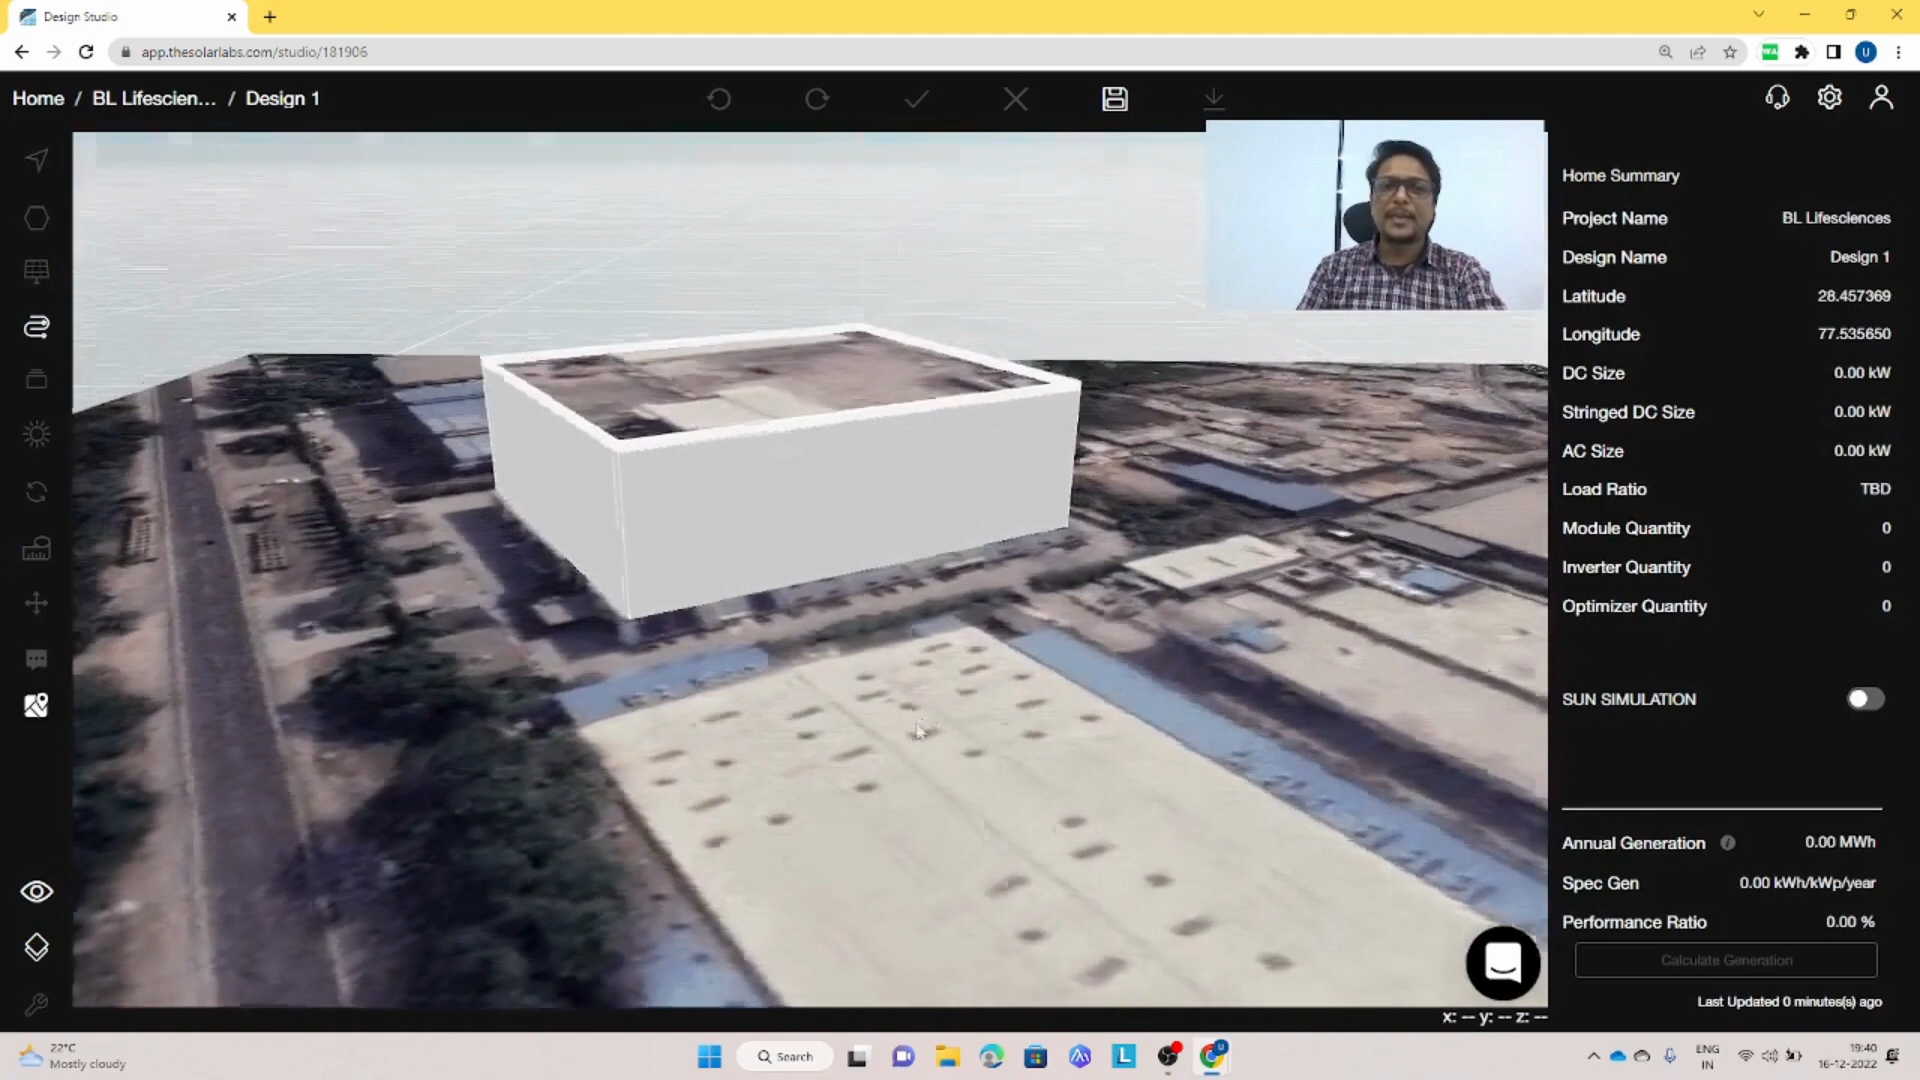 Design Studio
app.thesolarlabs.com/studio/181906
WA
U
Home / BL Lifescien... / Design 1
Home Summary
Project Name BL Lifesciences
Design Name Design 1
Latitude 28.457369
Longitude 77.535650
DC Size 0.00 kW
Stringed DC Size 0.00 kW
AC Size 0.00 kW
Load Ratio TBD
Module Quantity 0
Inverter Quantity 0
Optimizer Quantity 0
SUN SIMULATION
Annual Generation i 0.00 MWh
Spec Gen 0.00 kWh/kWp/year
Performance Ratio 0.00 %
Calculate Generation
Last Updated 0 minutes(s) ago
x: -- y: -- z: --
22°C
Mostly cloudy
Search
L
U
ENG
IN
19:40
16-12-2022